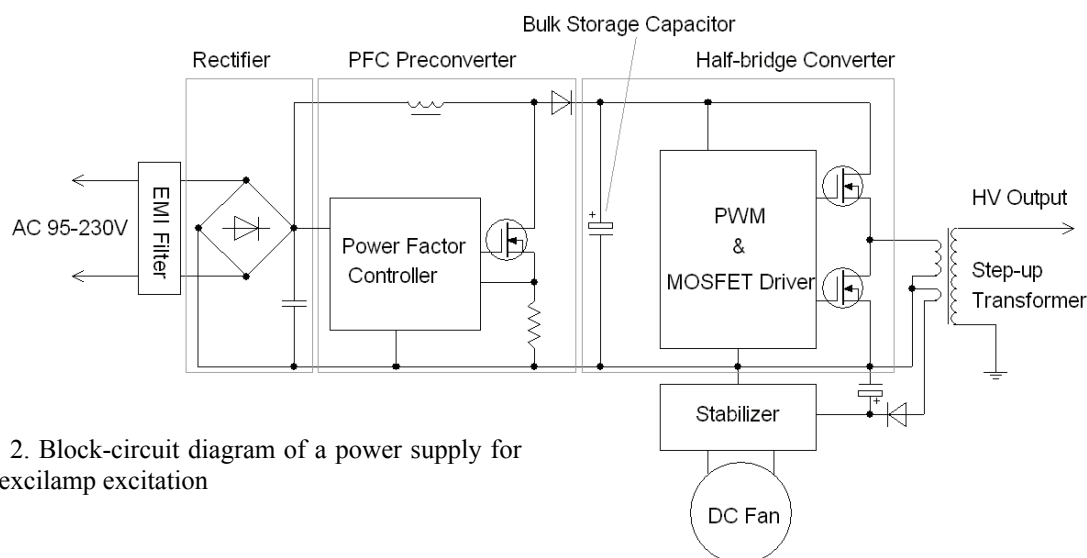 Bulk Storage Capacitor
Rectifier
PFC Preconverter
Half-bridge Converter
EMI Filter
AC 95-230V
Power Factor
Controller
+
PWM
&
MOSFET Driver
HV Output
Step-up
Transformer
+
Stabilizer
DC Fan
2. Block-circuit diagram of a power supply for
excilamp excitation